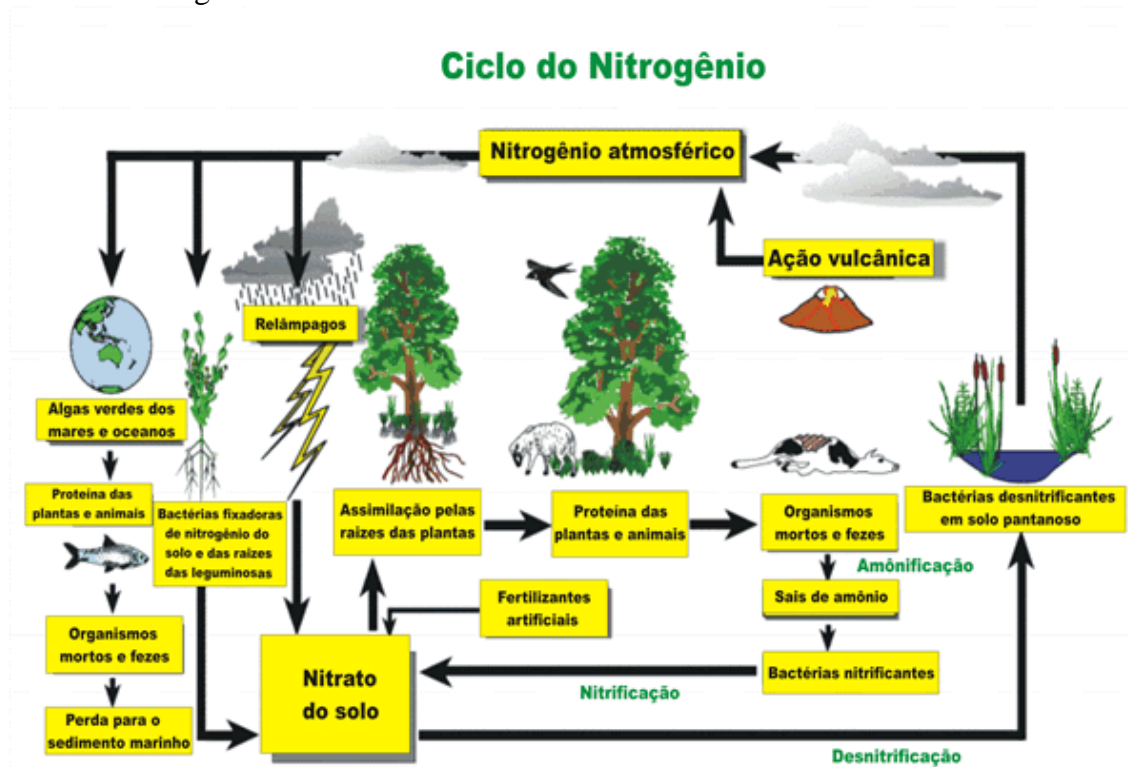 Ciclo do Nitrogênio
Nitrogênio atmosférico
Ação vulcânica
Relâmpagos
Algas verdes dos
mares e oceanos
Proteína das
plantas e animais
Bactérias fixadoras
de nitrogênio do
solo e das raízes
das leguminosas
Assimilação pelas
raizes das plantas
Proteína das
plantas e animais
Organismos
mortos e fezes
Bactérias desnitrificantes
em solo pantanoso
Amônificação
Sais de amônio
Fertilizantes
artificiais
Organismos
mortos e fezes
Nitrato
do solo
Bactérias nitrificantes
Nitrificação
Perda para o
sedimento marinho
Desnitrificação